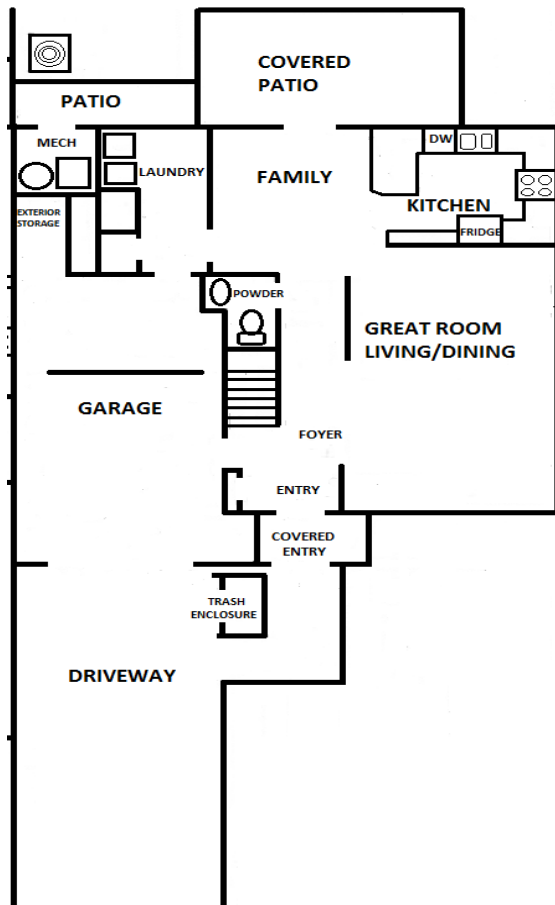 COVERED
PATIO
PATIO
MECH
DW
LAUNDRY
FAMILY
KITCHEN
EXTERIOR
STORAGE
FRIDGE
POWDER
GREAT ROOM
LIVING/DINING
GARAGE
FOYER
ENTRY
COVERED
ENTRY
TRASH
ENCLOSURE
DRIVEWAY